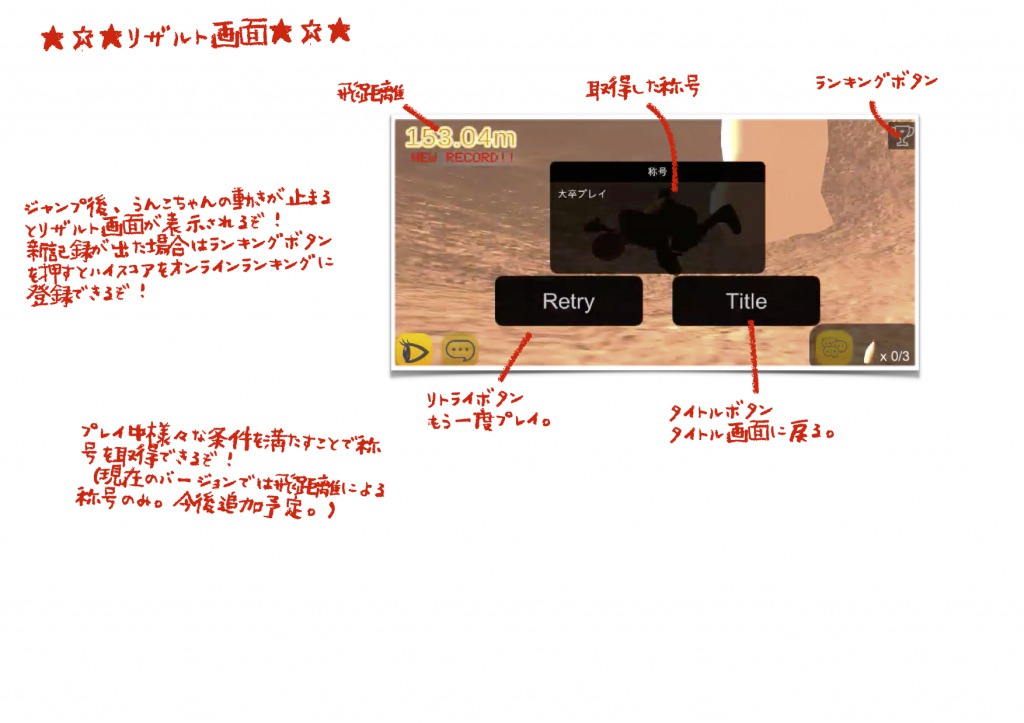 ★☆★リザルト画面★☆★
飛距離
取得した称号
ランキングボタン
153.04m
NEW RECORD!!
称号
大卒プレイ
ジャンプ後、うんこちゃんの動きが止まる
とリザルト画面が表示されるぞ!
新記録が出た場合はランキングボタン
を押すとハイスコアをオンラインランキングに
登録できるぞ!
Retry
Title
x 0/3
リトライボタン
もう一度プレイ。
タイトルボタン
タイトル画面に戻る。
プレイ中様々な条件を満たすことで称
号を取得できるぞ!
(現在のバージョンでは飛距離による
称号のみ。今後追加予定。)